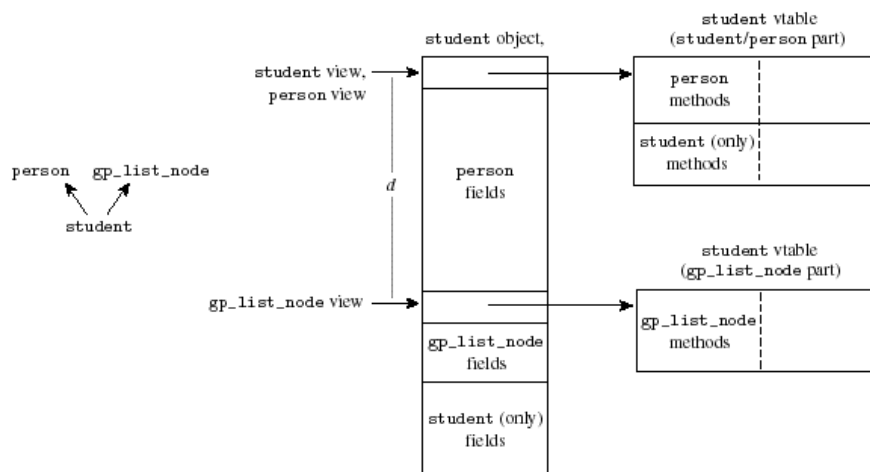 student vtable
(student/person part)
student object,
student view,
person view
person
methods
student (only)
methods
person gp_list_node
student
d
person
fields
student vtable
(gp_list_node part)
gp_list_node view
gp_list_node
fields
gp_list_node
methods
student (only)
fields